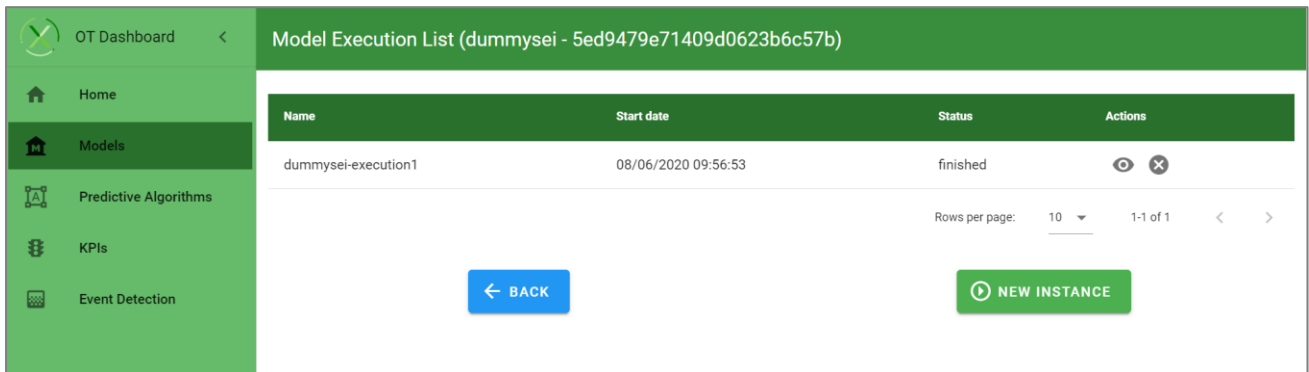 OT Dashboard
Model Execution List (dummysei - 5ed9479e71409d0623b6c57b)
Home
Models
Predictive Algorithms
KPIs
Event Detection
Name Start date Status Actions
dummysei-execution1 08/06/2020 09:56:53 finished
Rows per page: 10 1-1 of 1
BACK NEW INSTANCE